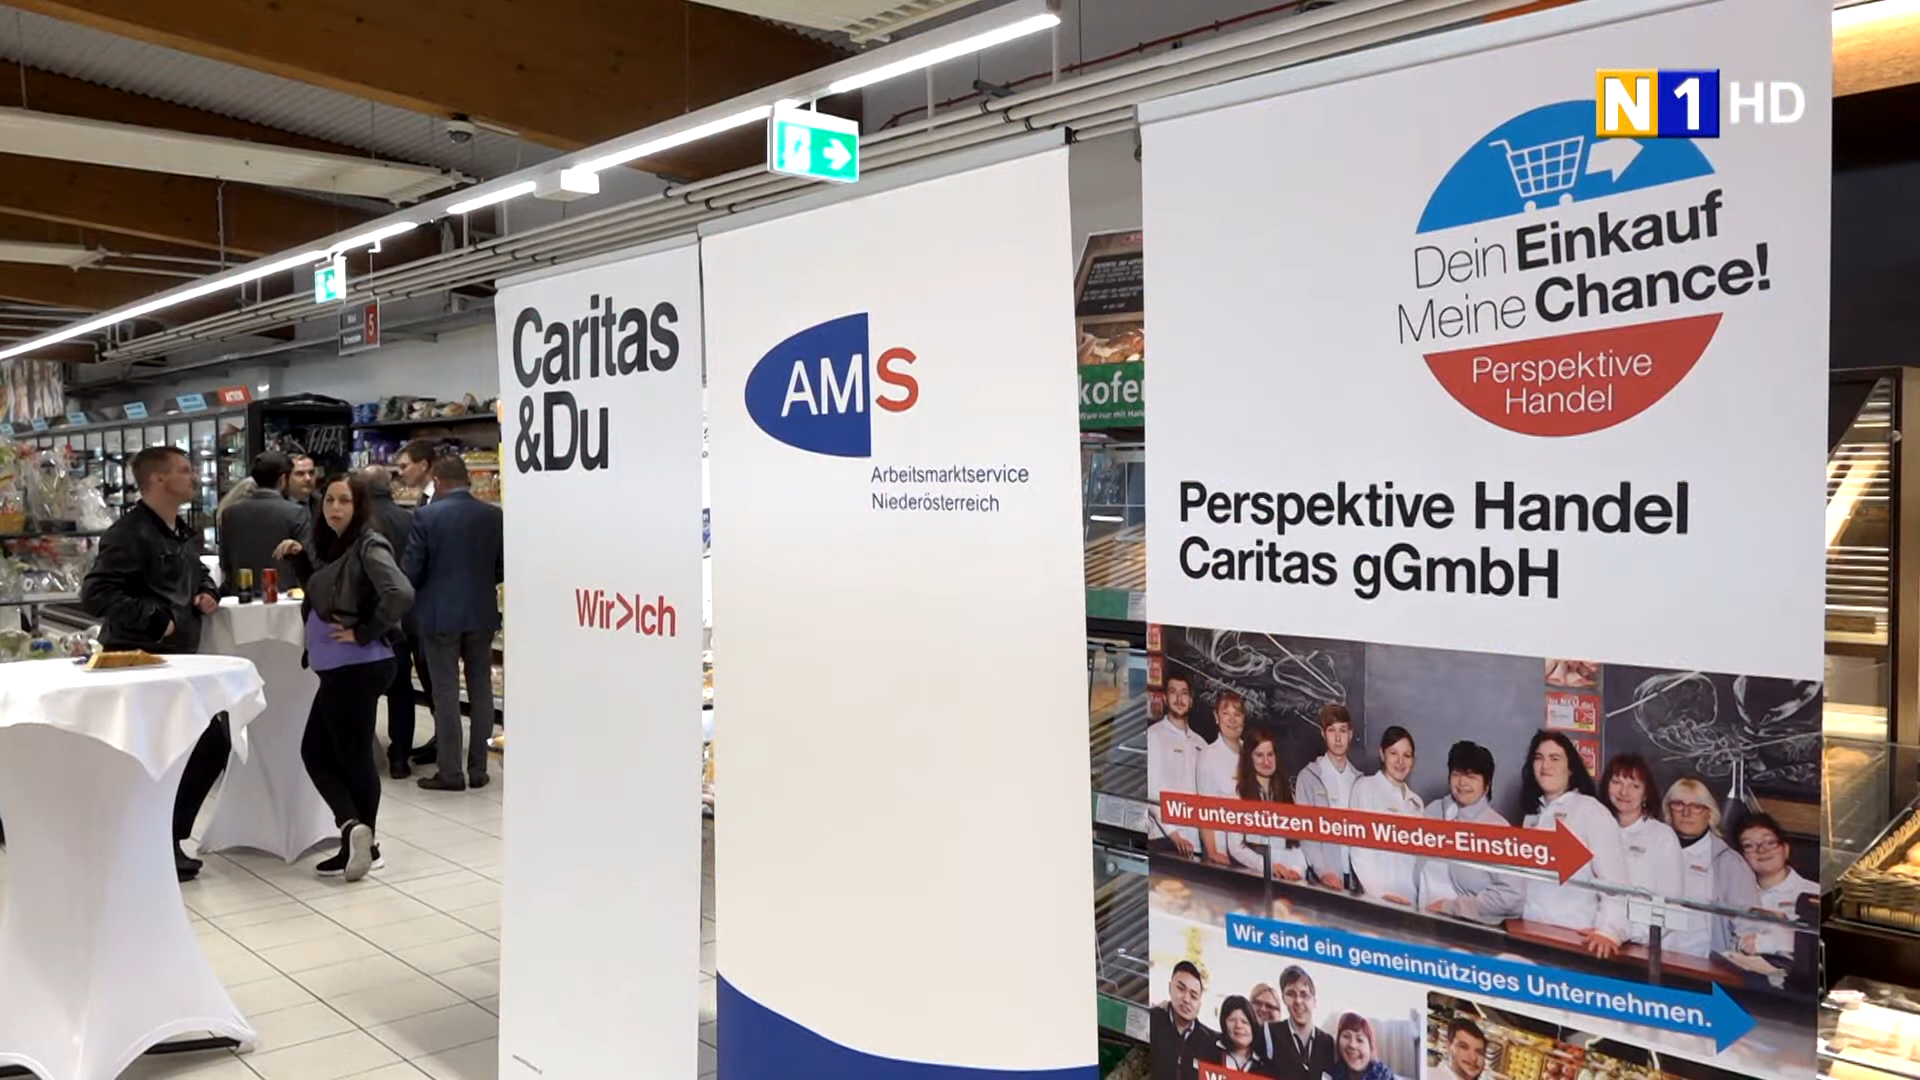 N1 HD
Caritas
&Du
Wir>Ich
AMS
Arbeitsmarktservice
Niederösterreich
Dein Einkauf
Meine Chance!
Perspektive
Handel
Perspektive Handel
Caritas gGmbH
Wir unterstützen beim Wieder-Einstieg.
Wir sind ein gemeinnütziges Unternehmen.
5